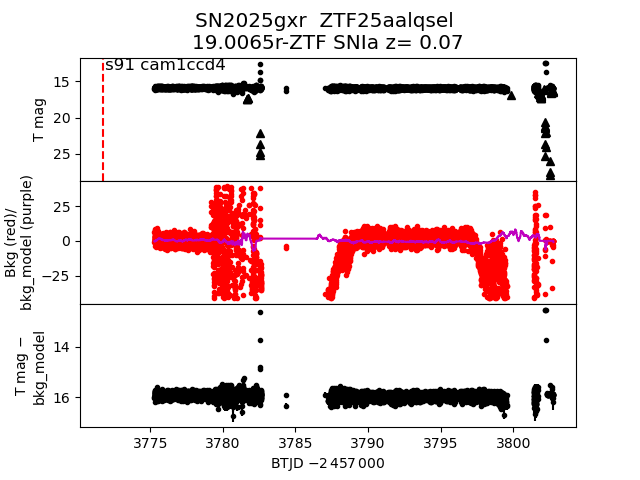 SN2025gxr ZTF25aalqsel
19.0065r-ZTF SNIa z= 0.07
s91 cam1ccd4
T mag
15
20
25
Bkg (red)/
bkg_model (purple)
25
0
−25
T mag −
bkg_model
14
16
3775
3780
3785
3790
3795
3800
BTJD −2 457 000